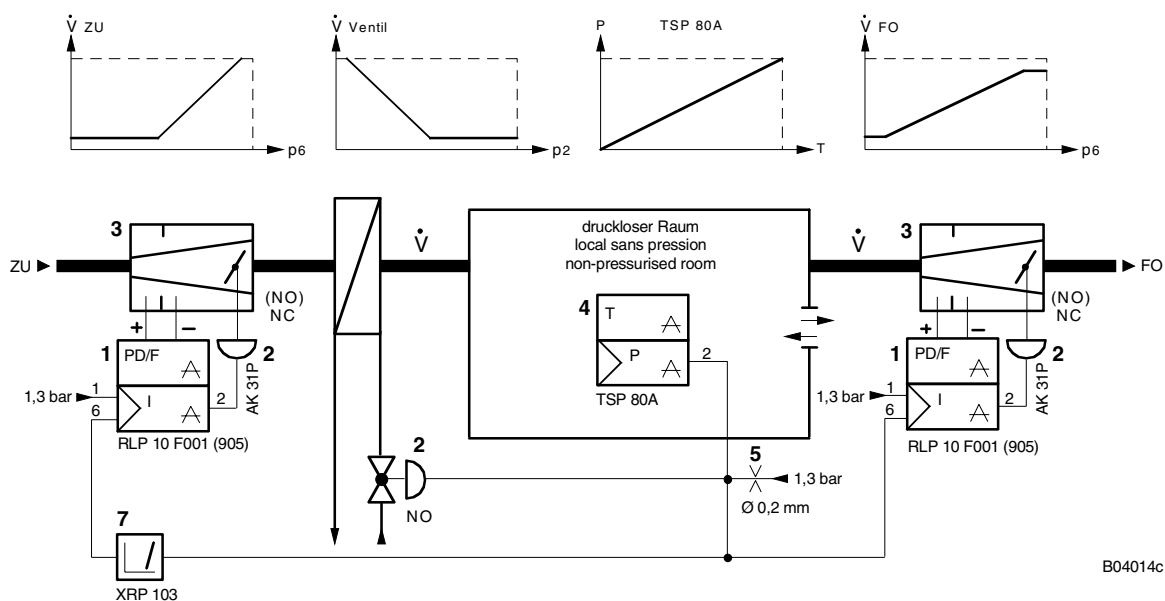 V̇ ZU
p6
V̇ Ventil
p2
P TSP 80A
T
V̇ FO
p6
druckloser Raum
local sans pression
non-pressurised room
ZU
3
(NO)
NC
+ −
1
PD/F
2
AK 31P
1,3 bar
1
6
I
2
RLP 10 F001 (905)
V̇
4
T
P
2
TSP 80A
V̇
3
FO
(NO)
NC
+ −
1
PD/F
2
AK 31P
1,3 bar
1
6
I
2
RLP 10 F001 (905)
2
NO
5
1,3 bar
Ø 0,2 mm
7
XRP 103
B04014c